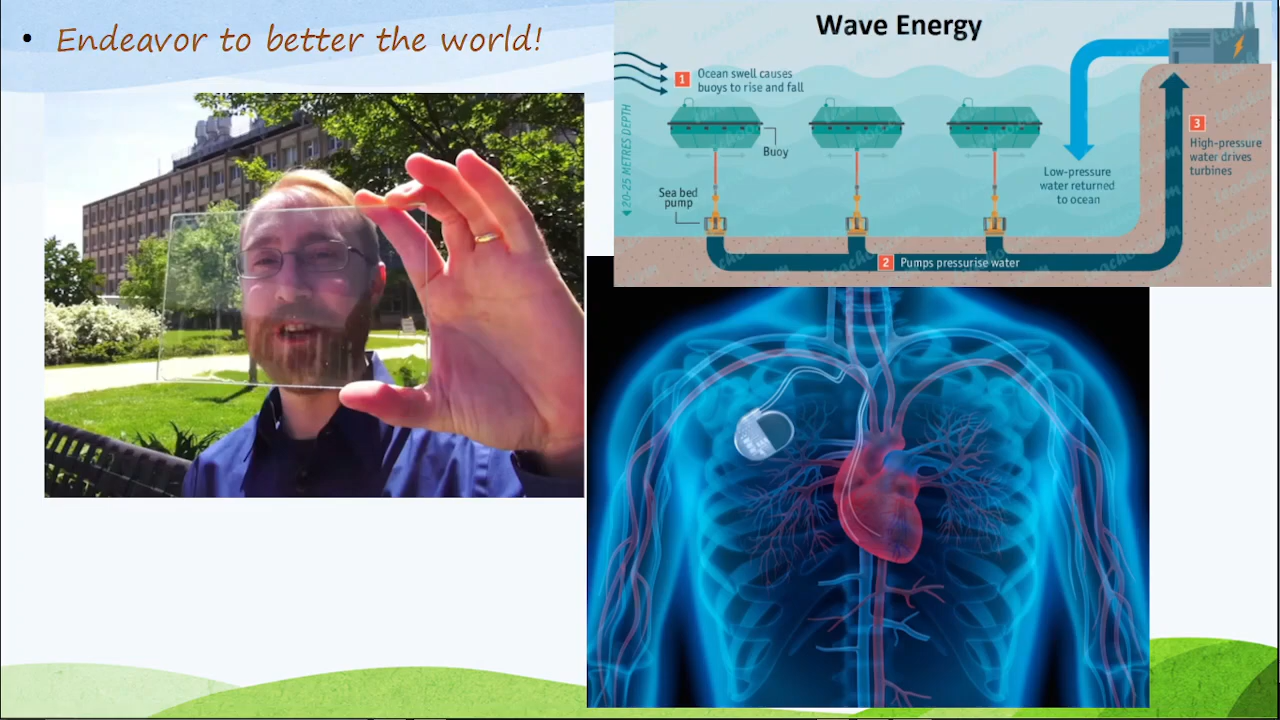 • Endeavor to better the world!
Wave Energy
1 Ocean swell causes
buoys to rise and fall
20-25 METRES DEPTH
Buoy
Sea bed
pump
Low-pressure
water returned
to ocean
3
High-pressure
water drives
turbines
2 Pumps pressurise water
teachoo.com